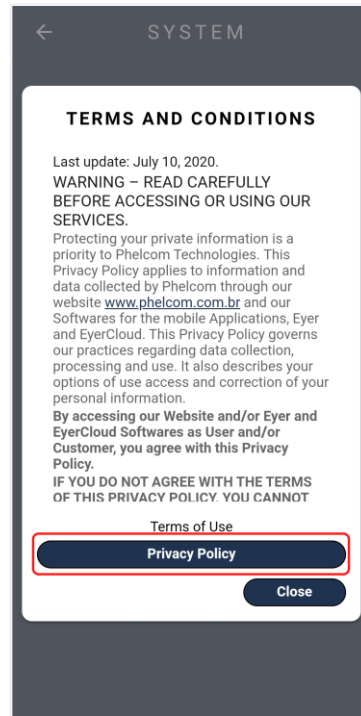 SYSTEM
TERMS AND CONDITIONS
Last update: July 10, 2020.
WARNING – READ CAREFULLY
BEFORE ACCESSING OR USING OUR
SERVICES.
Protecting your private information is a
priority to Phelcom Technologies. This
Privacy Policy applies to information and
data collected by Phelcom through our
website www.phelcom.com.br and our
Softwares for the mobile Applications, Eyer
and EyerCloud. This Privacy Policy governs
our practices regarding data collection,
processing and use. It also describes your
options of use access and correction of your
personal information.
By accessing our Website and/or Eyer and
EyerCloud Softwares as User and/or
Customer, you agree with this Privacy
Policy.
IF YOU DO NOT AGREE WITH THE TERMS
OF THIS PRIVACY POLICY, YOU CANNOT
Terms of Use
Privacy Policy
Close